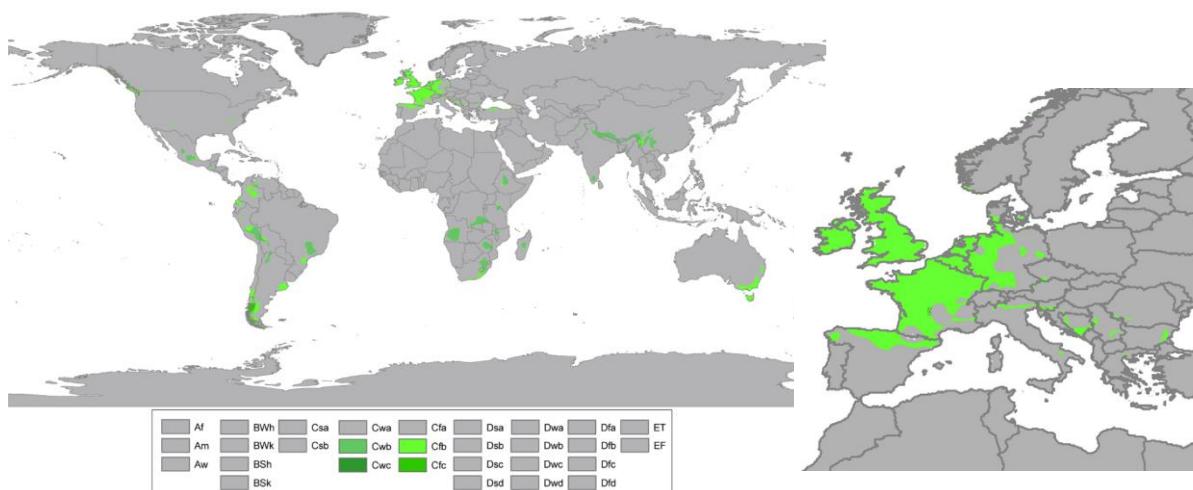 Af BWh Csa Cwa Cfa Dsa Dwa Dfa ET
Am BWk Csb Cwb Cfb Dsb Dwb Dfb EF
Aw BSh Cwc Cfc Dsc Dwc Dfc
BSk Dsd Dwd Dfd